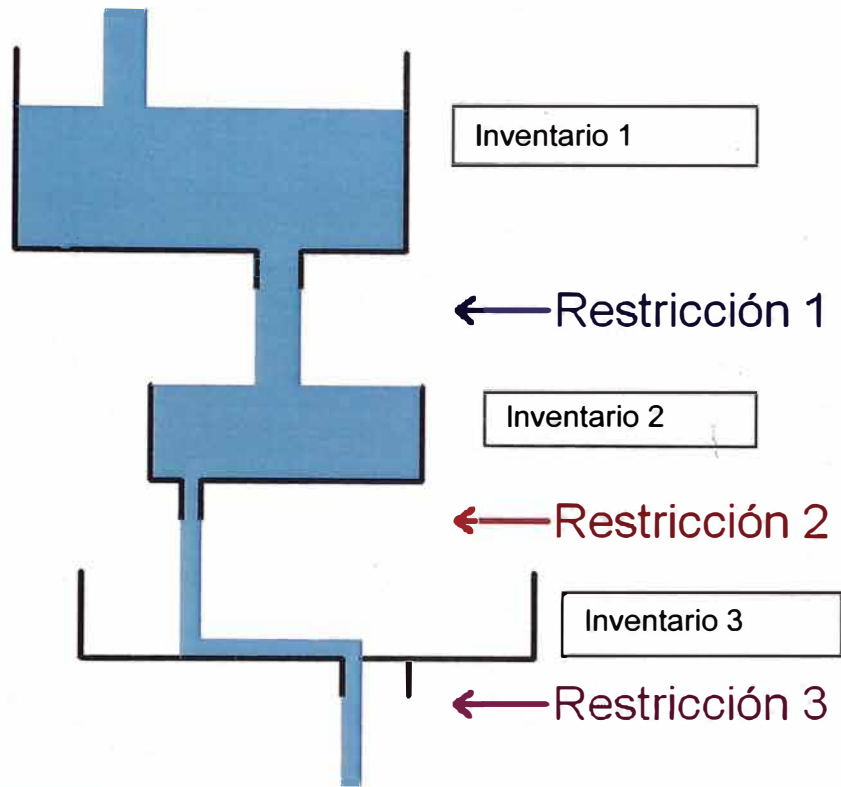 Inventario 1
Restricción 1
Inventario 2
Restricción 2
Inventario 3
Restricción 3